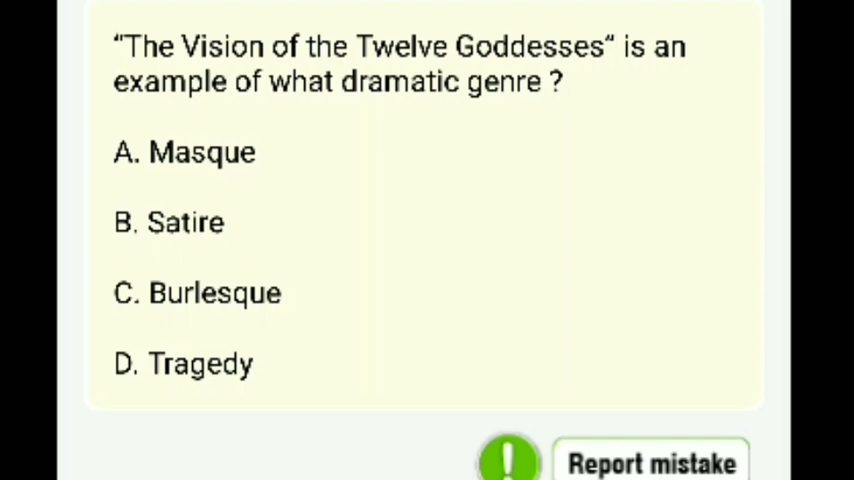 “The Vision of the Twelve Goddesses“ is an
example of what dramatic genre ?
A. Masque
B. Satire
C. Burlesque
D. Tragedy
! Report mistake